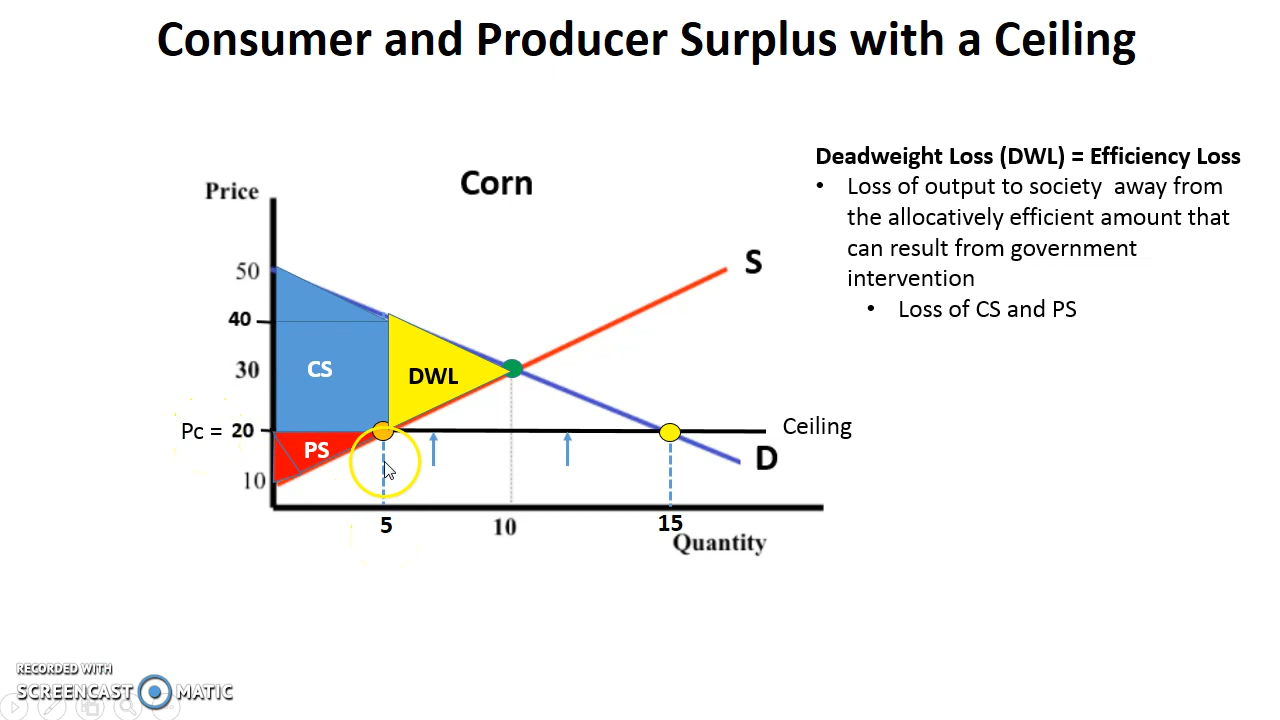 Consumer and Producer Surplus with a Ceiling
Deadweight Loss (DWL) = Efficiency Loss
• Loss of output to society away from
the allocatively efficient amount that
can result from government
intervention
• Loss of CS and PS
Corn
Price
50
40
30
Pc = 20
10
CS
DWL
PS
S
Ceiling
D
5
10
15
Quantity
RECORDED WITH
SCREENCAST MATIC